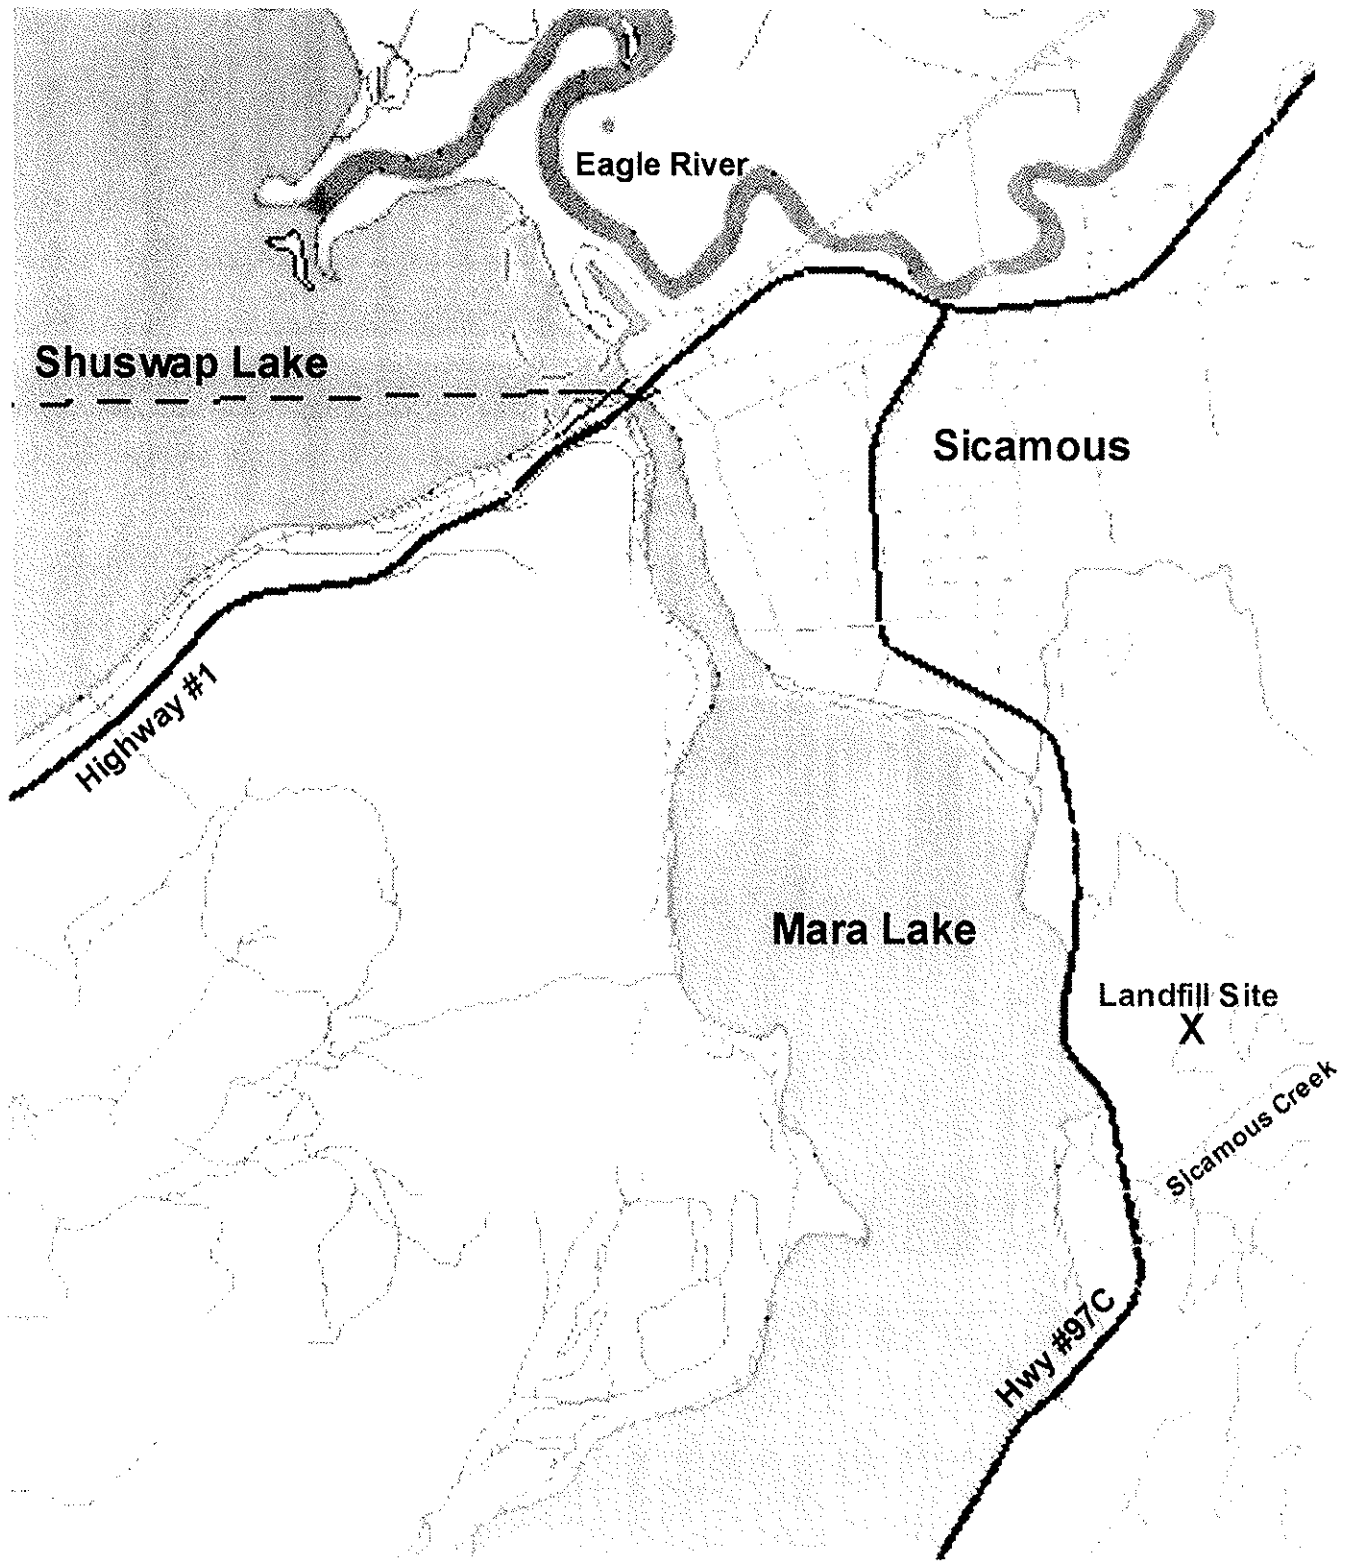 Eagle River
Shuswap Lake
Sicamous
Highway #1
Mara Lake
Landfill Site
X
Sicamous Creek
Hwy #97C